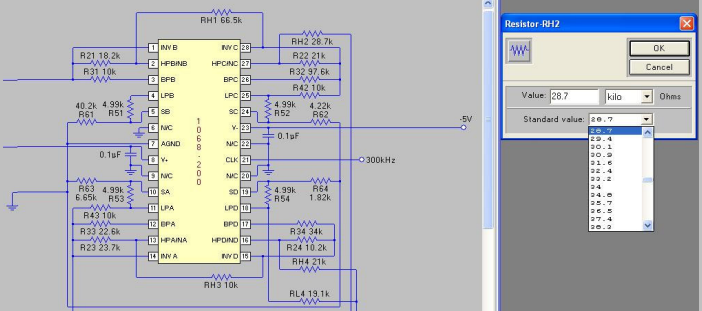 RH1 66.5k
RH2 28.7k
R21 18.2k
R31 10k
R22 21k
R32 97.6k
R42 10k
1 INV B
2 HPB/NB
3 BPB
4 LPB
5 SB
6 N/C
7 AGND
8 V+
9 N/C
10 SA
11 LPA
12 BPA
13 HPA/NA
14 INV A
1068-200
INV C 28
HPC/NC 27
BPC 26
LPC 25
SC 24
V- 23
N/C 22
CLK 21
N/C 20
SD 19
LPD 18
BPD 17
HPD/ND 16
INV D 15
40.2k
R61
4.99k
R51
4.99k
R52
4.22k
R62
-5V
0.1µF
0.1µF
300kHz
R63
6.65k
4.99k
R53
4.99k
R54
R64
1.82k
R43 10k
R33 22.6k
R23 23.7k
R34 34k
R24 10.2k
RH4 21k
RH3 10k
RL4 19.1k
Resistor-RH2
OK
Cancel
Value: 28.7 kilo Ohms
Standard value: 28.7
28.7
29.4
30.1
30.9
31.6
32.4
33.2
34
34.8
35.7
36.5
37.4
38.3